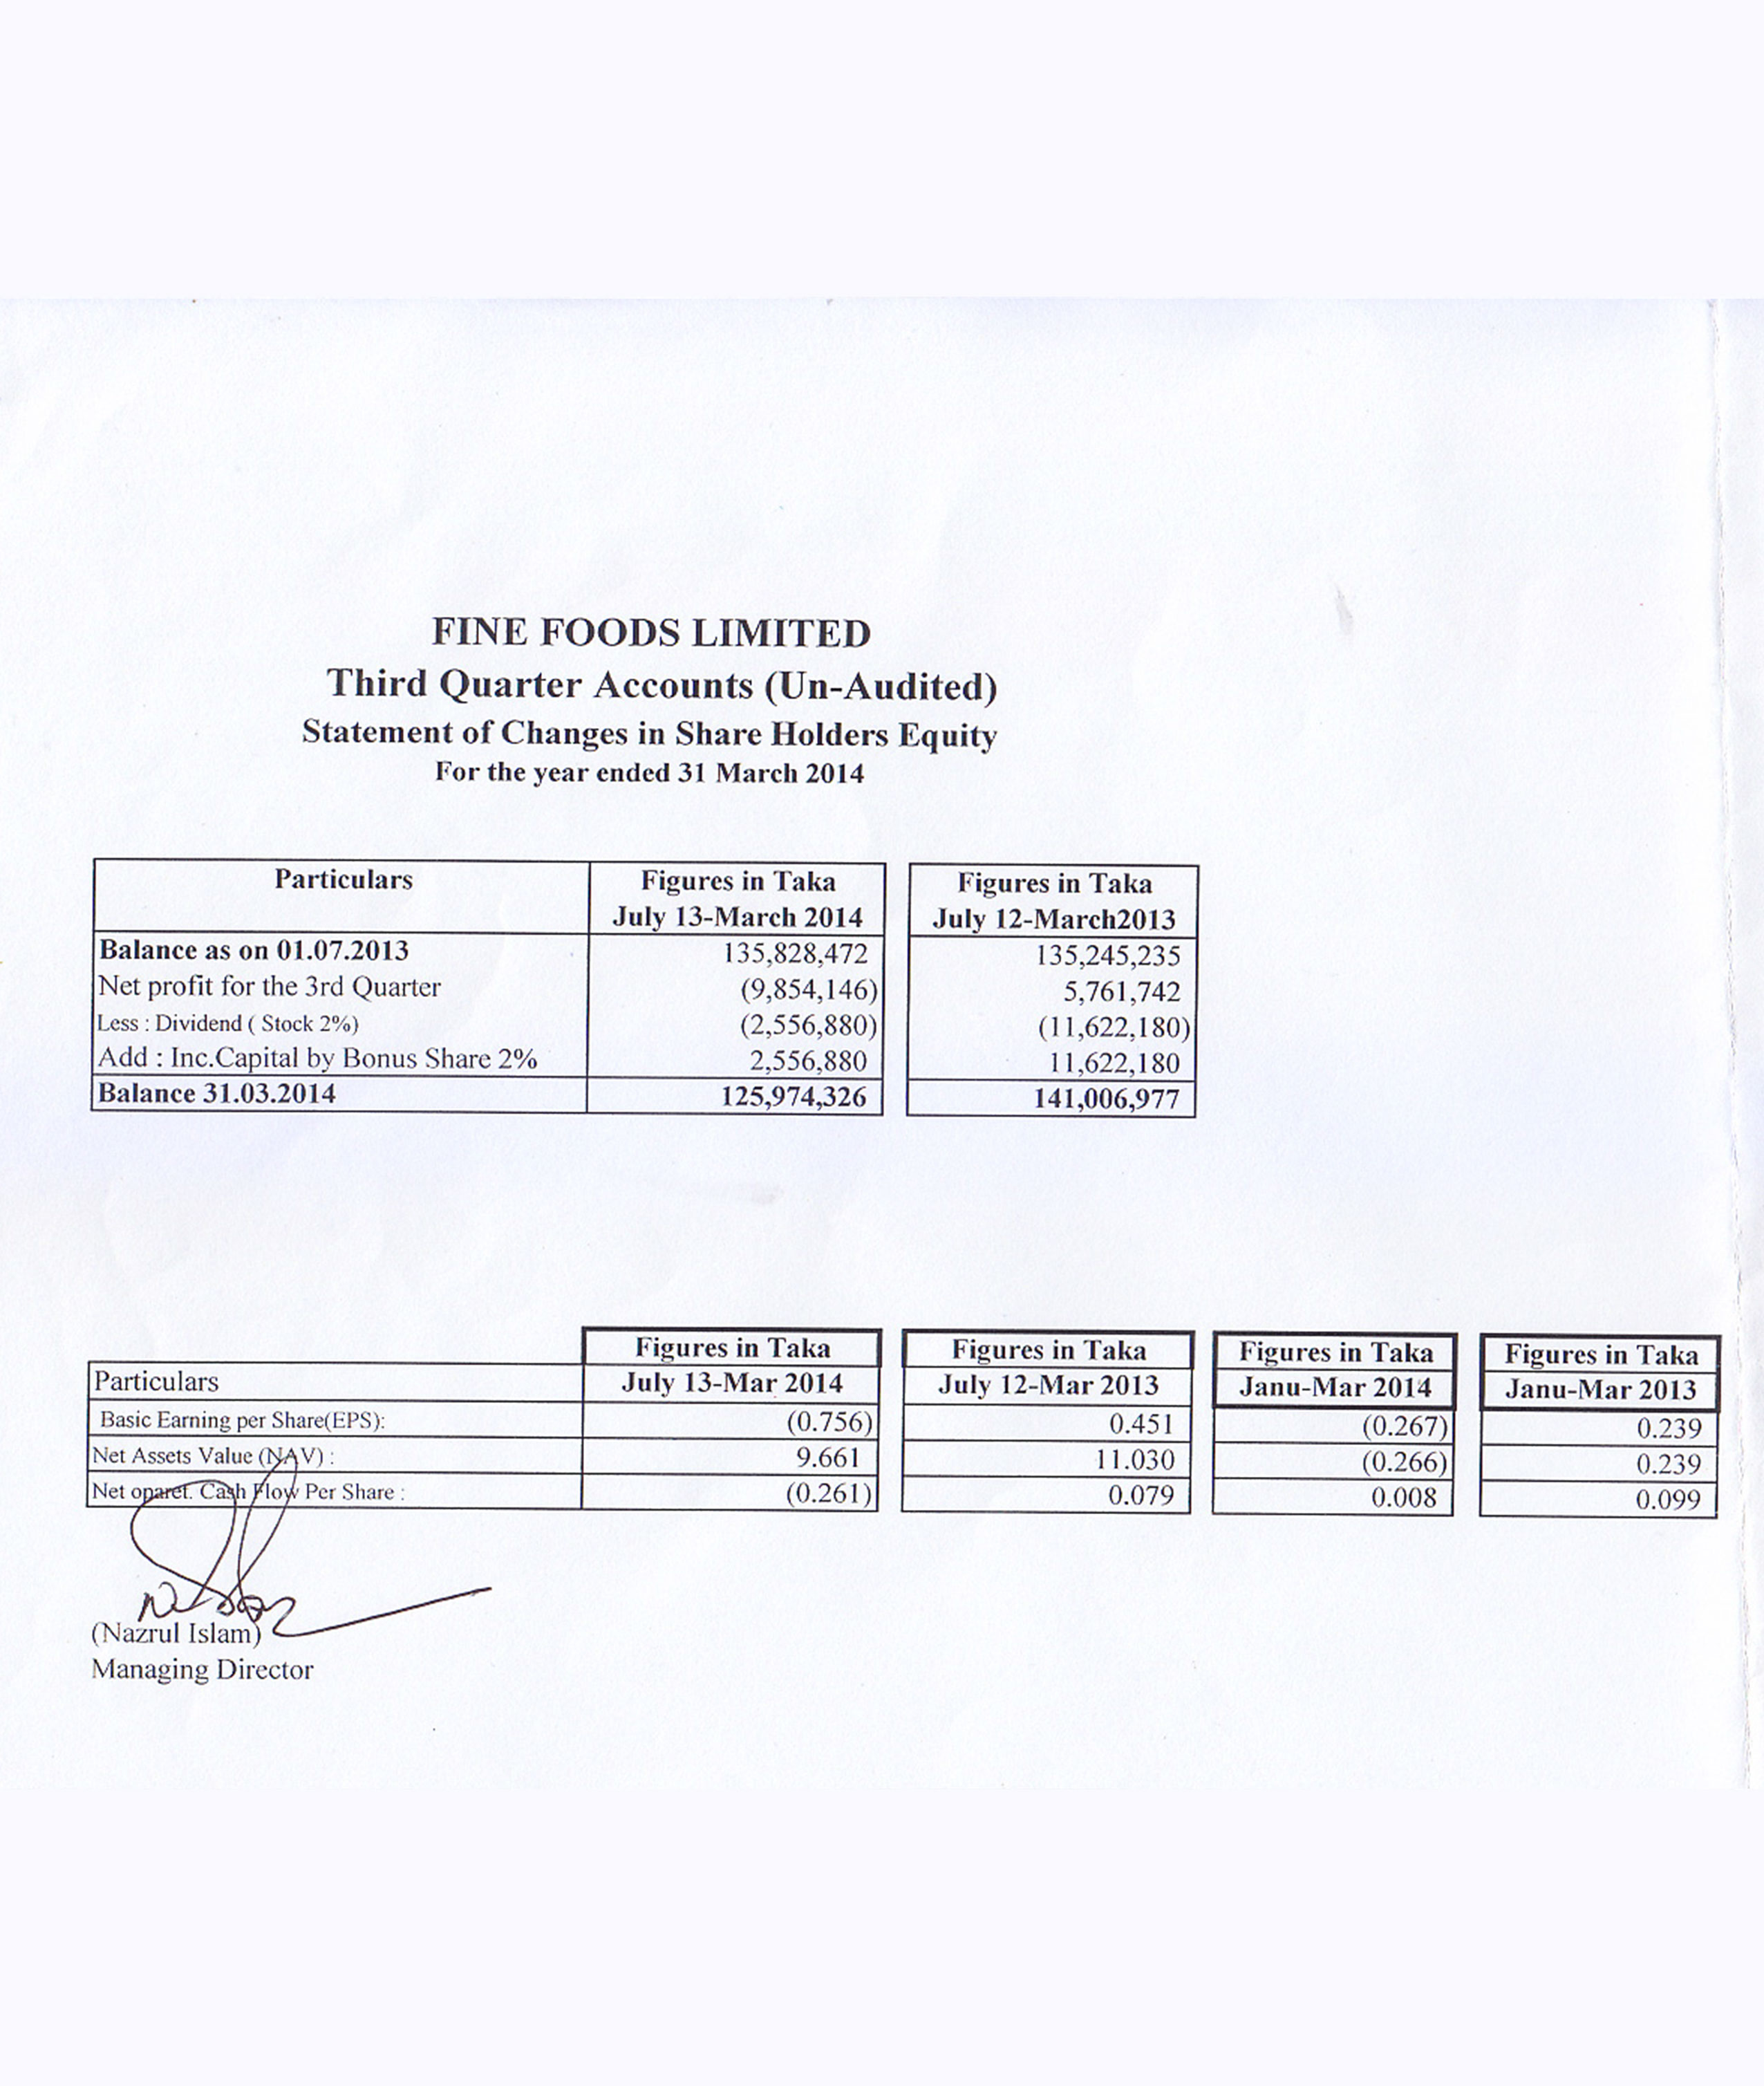 FINE FOODS LIMITED
Third Quarter Accounts (Un-Audited)
Statement of Changes in Share Holders Equity
For the year ended 31 March 2014
Particulars Figures in Taka Figures in Taka
July 13-March 2014 July 12-March2013
Balance as on 01.07.2013 135,828,472 135,245,235
Net profit for the 3rd Quarter (9,854,146) 5,761,742
Less : Dividend ( Stock 2%) (2,556,880) (11,622,180)
Add : Inc.Capital by Bonus Share 2% 2,556,880 11,622,180
Balance 31.03.2014 125,974,326 141,006,977
Figures in Taka Figures in Taka Figures in Taka Figures in Taka
Particulars July 13-Mar 2014 July 12-Mar 2013 Janu-Mar 2014 Janu-Mar 2013
Basic Earning per Share(EPS): (0.756) 0.451 (0.267) 0.239
Net Assets Value (NAV) : 9.661 11.030 (0.266) 0.239
Net oparet. Cash Flow Per Share : (0.261) 0.079 0.008 0.099
(Nazrul Islam)
Managing Director